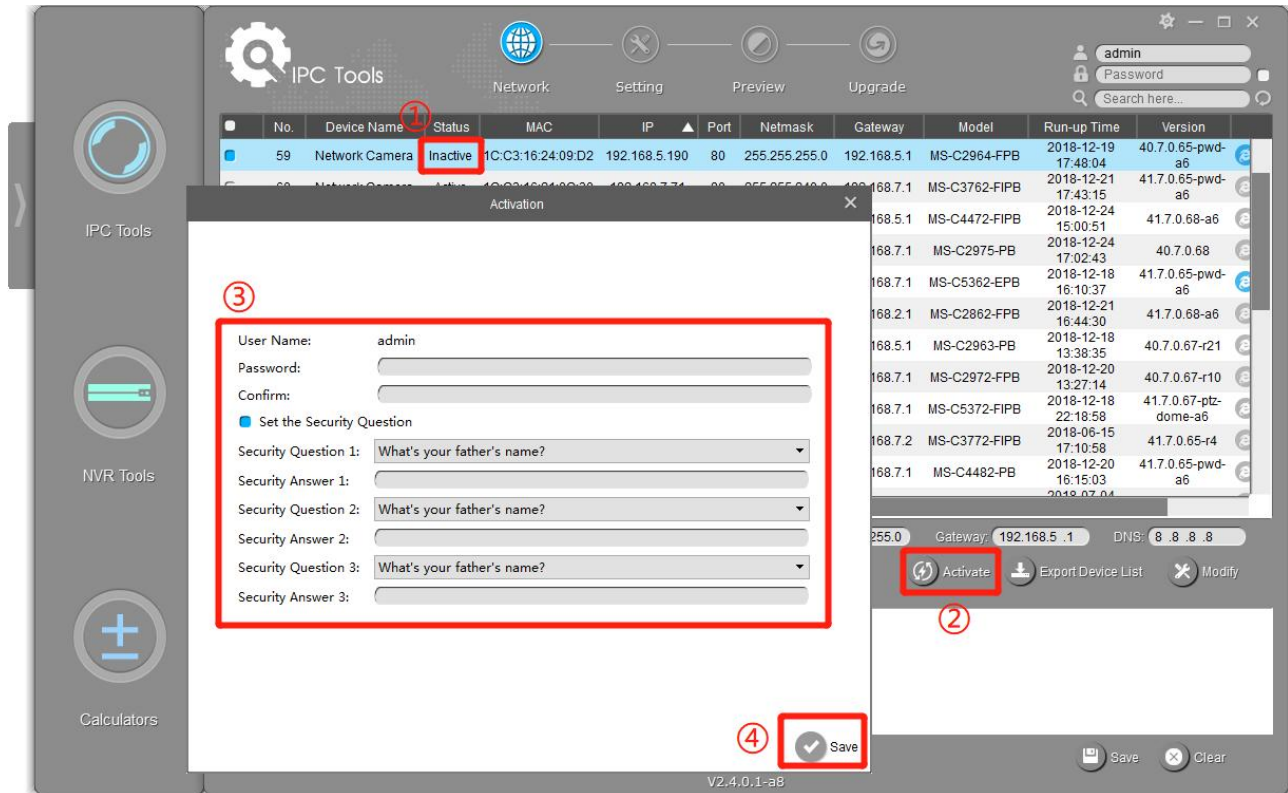 IPC Tools
Network
Setting
Preview
Upgrade
admin
Password
Search here...
①
No. Device Name Status MAC IP Port Netmask Gateway Model Run-up Time Version
59 Network Camera Inactive 1C:C3:16:24:09:D2 192.168.5.190 80 255.255.255.0 192.168.5.1 MS-C2964-FPB 2018-12-19 17:48:04 40.7.0.65-pwd-a6
168.7.1 MS-C3762-FIPB 2018-12-21 17:43:15 41.7.0.65-pwd-a6
168.5.1 MS-C4472-FIPB 2018-12-24 15:00:51 41.7.0.68-a6
168.7.1 MS-C2975-PB 2018-12-24 17:02:43 40.7.0.68
168.7.1 MS-C5362-EPB 2018-12-18 16:10:37 41.7.0.65-pwd-a6
168.2.1 MS-C2862-FPB 2018-12-21 16:44:30 41.7.0.68-a6
168.5.1 MS-C2963-PB 2018-12-18 13:38:35 40.7.0.67-r21
168.7.1 MS-C2972-FPB 2018-12-20 13:27:14 40.7.0.67-r10
168.7.1 MS-C5372-FIPB 2018-12-18 22:18:58 41.7.0.67-ptz-dome-a6
168.7.2 MS-C3772-FIPB 2018-06-15 17:10:58 41.7.0.65-r4
168.7.1 MS-C4482-PB 2018-12-20 16:15:03 41.7.0.65-pwd-a6
255.0 Gateway: 192.168.5 .1 DNS: 8 .8 .8 .8
Activate Export Device List Modify
②
Save Clear
V2.4.0.1-a8
IPC Tools
NVR Tools
Calculators
Activation
③
User Name: admin
Password:
Confirm:
Set the Security Question
Security Question 1: What's your father's name?
Security Answer 1:
Security Question 2: What's your father's name?
Security Answer 2:
Security Question 3: What's your father's name?
Security Answer 3:
④ Save